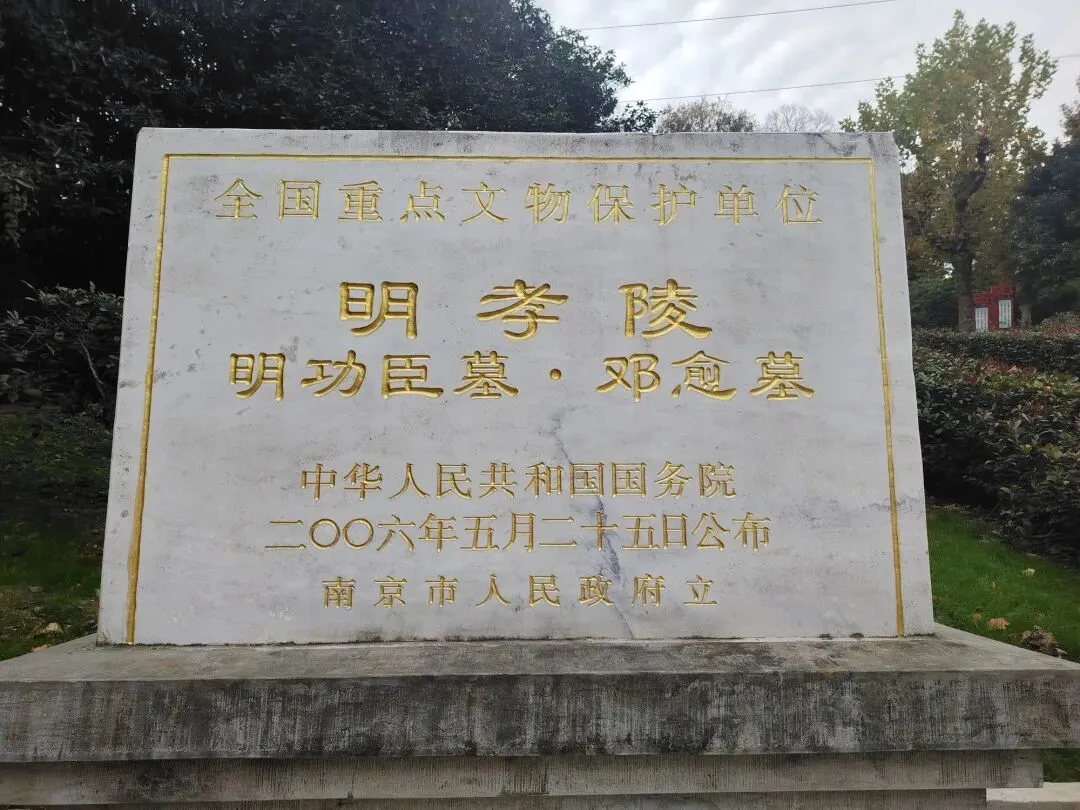 全国重点文物保护单位
明孝陵
明功臣墓·邓愈墓
中华人民共和国国务院
二〇〇六年五月二十五日公布
南京市人民政府立